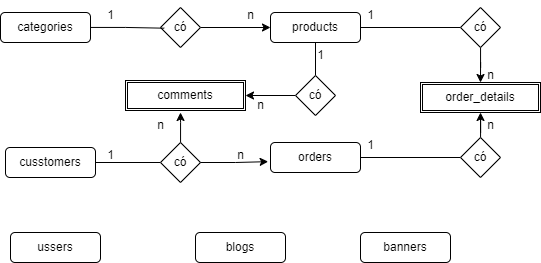 categories 1 có n products 1 có
1 n
comments n có order_details
n n
cusstomers 1 có n orders 1 có
ussers blogs banners